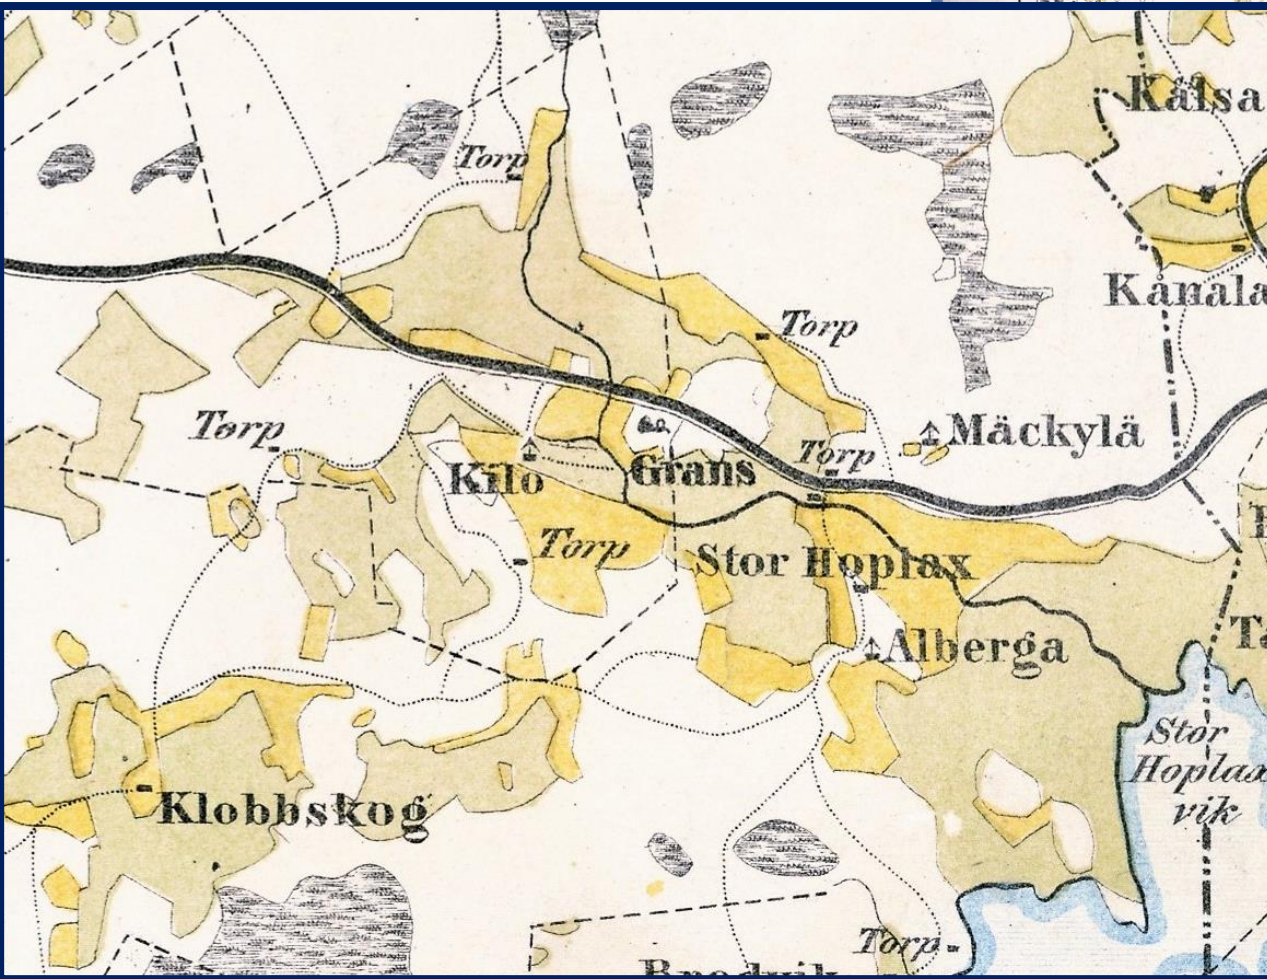 Kålsa
Torp
Kånala
Torp
Torp
Mäckylä
Torp
Kilo
Grans
Torp
Stor Hoplax
Alberga
Stor
Hoplax
vik
Klobbskog
Torp